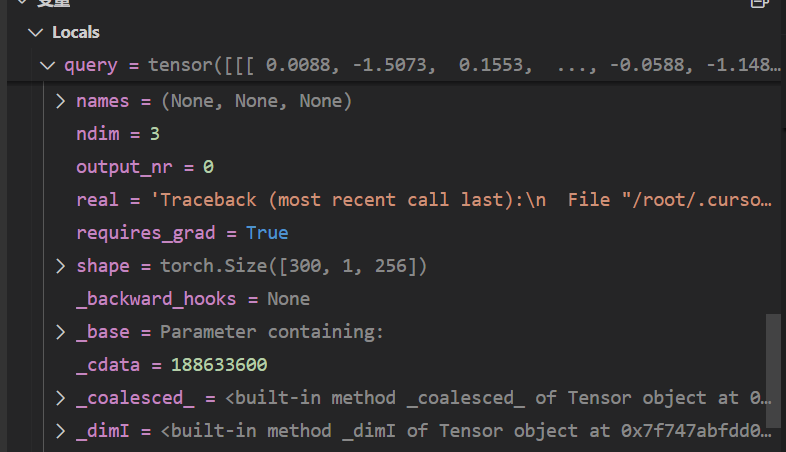 变量
Locals
query = tensor([[[ 0.0088, -1.5073,  0.1553,  ..., -0.0588, -1.148…
names = (None, None, None)
ndim = 3
output_nr = 0
real = 'Traceback (most recent call last):\n  File "/root/.curso…
requires_grad = True
shape = torch.Size([300, 1, 256])
_backward_hooks = None
_base = Parameter containing:
_cdata = 188633600
_coalesced_ = <built-in method _coalesced_ of Tensor object at 0…
_dimI = <built-in method _dimI of Tensor object at 0x7f747abfdd0…